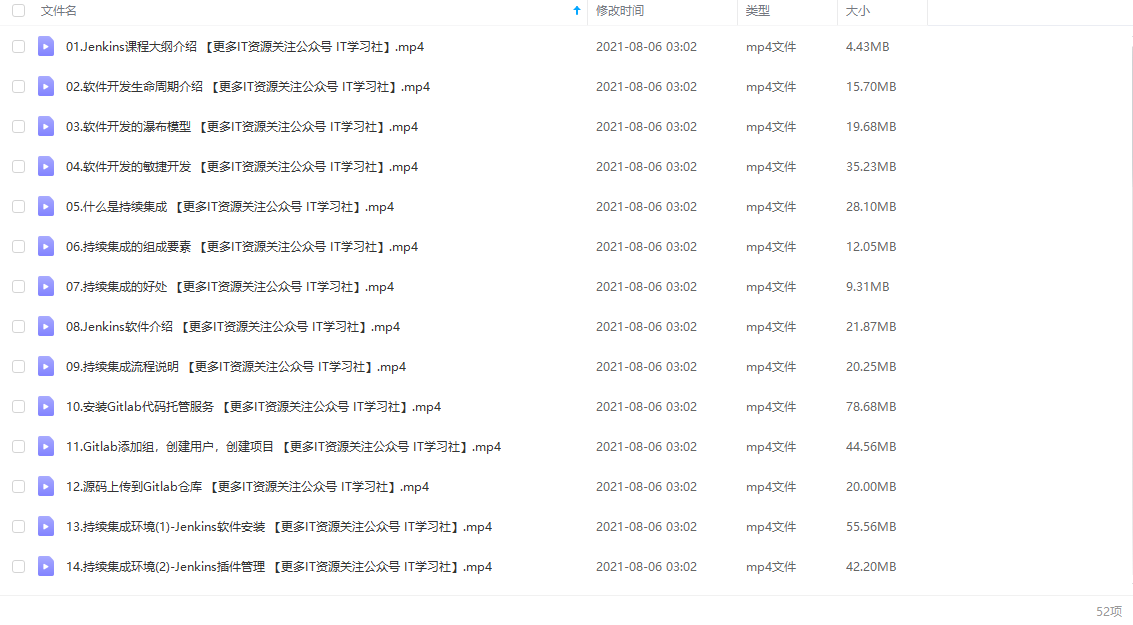 文件名 修改时间 类型 大小
01.Jenkins课程大纲介绍 【更多IT资源关注公众号 IT学习社】.mp4 2021-08-06 03:02 mp4文件 4.43MB
02.软件开发生命周期介绍 【更多IT资源关注公众号 IT学习社】.mp4 2021-08-06 03:02 mp4文件 15.70MB
03.软件开发的瀑布模型 【更多IT资源关注公众号 IT学习社】.mp4 2021-08-06 03:02 mp4文件 19.68MB
04.软件开发的敏捷开发 【更多IT资源关注公众号 IT学习社】.mp4 2021-08-06 03:02 mp4文件 35.23MB
05.什么是持续集成 【更多IT资源关注公众号 IT学习社】.mp4 2021-08-06 03:02 mp4文件 28.10MB
06.持续集成的组成要素 【更多IT资源关注公众号 IT学习社】.mp4 2021-08-06 03:02 mp4文件 12.05MB
07.持续集成的好处 【更多IT资源关注公众号 IT学习社】.mp4 2021-08-06 03:02 mp4文件 9.31MB
08.Jenkins软件介绍 【更多IT资源关注公众号 IT学习社】.mp4 2021-08-06 03:02 mp4文件 21.87MB
09.持续集成流程说明 【更多IT资源关注公众号 IT学习社】.mp4 2021-08-06 03:02 mp4文件 20.25MB
10.安装Gitlab代码托管服务 【更多IT资源关注公众号 IT学习社】.mp4 2021-08-06 03:02 mp4文件 78.68MB
11.Gitlab添加组，创建用户，创建项目 【更多IT资源关注公众号 IT学习社】.mp4 2021-08-06 03:02 mp4文件 44.56MB
12.源码上传到Gitlab仓库 【更多IT资源关注公众号 IT学习社】.mp4 2021-08-06 03:02 mp4文件 20.00MB
13.持续集成环境(1)-Jenkins软件安装 【更多IT资源关注公众号 IT学习社】.mp4 2021-08-06 03:02 mp4文件 55.56MB
14.持续集成环境(2)-Jenkins插件管理 【更多IT资源关注公众号 IT学习社】.mp4 2021-08-06 03:02 mp4文件 42.20MB
52项